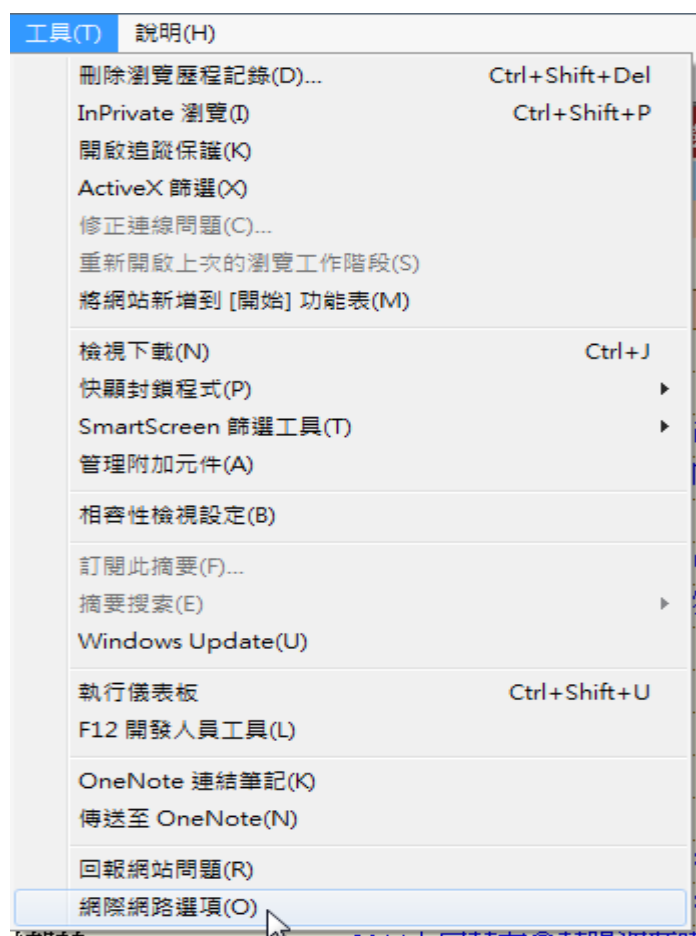 工具(T) 說明(H)
刪除瀏覽歷程記錄(D)... Ctrl+Shift+Del
InPrivate 瀏覽(I) Ctrl+Shift+P
開啟追蹤保護(K)
ActiveX 篩選(X)
修正連線問題(C)...
重新開啟上次的瀏覽工作階段(S)
將網站新增到 [開始] 功能表(M)
檢視下載(N) Ctrl+J
快顯封鎖程式(P)
SmartScreen 篩選工具(T)
管理附加元件(A)
相容性檢視設定(B)
訂閱此摘要(F)...
摘要搜索(E)
Windows Update(U)
執行儀表板 Ctrl+Shift+U
F12 開發人員工具(L)
OneNote 連結筆記(K)
傳送至 OneNote(N)
回報網站問題(R)
網際網路選項(O)